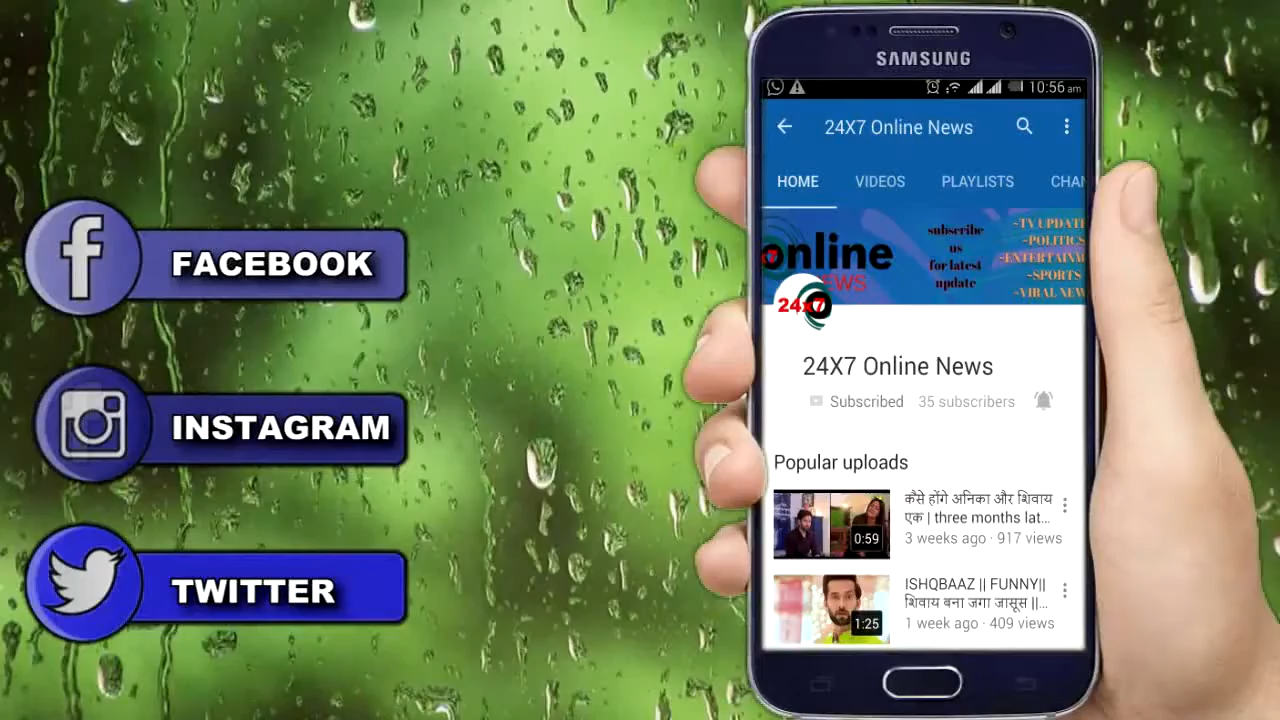 FACEBOOK
INSTAGRAM
TWITTER
SAMSUNG
10:56 am
24X7 Online News
HOME VIDEOS PLAYLISTS CHAN
online
NEWS
24x7
subscribe
us
for latest
update
~TV UPDATE
~POLITICS
~ENTERTAINM
~SPORTS
~VIRAL NEW
24X7 Online News
Subscribed 35 subscribers
Popular uploads
कैसे होंगे अनिका और शिवाय
एक | three months lat...
3 weeks ago · 917 views
0:59
ISHQBAAZ || FUNNY||
शिवाय बना जगा जासूस ||...
1 week ago · 409 views
1:25